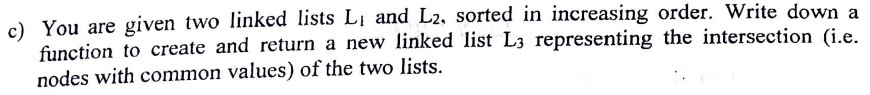 c) You are given two linked lists L1 and L2, sorted in increasing order. Write down a
function to create and return a new linked list L3 representing the intersection (i.e.
nodes with common values) of the two lists.